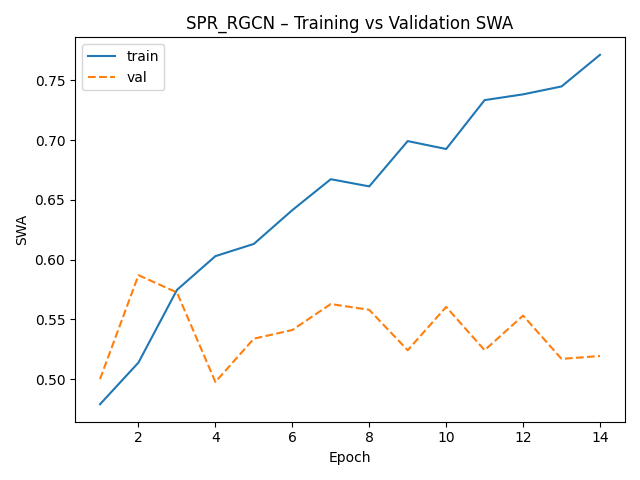 SPR_RGCN – Training vs Validation SWA
train
val
0.75
0.70
0.65
0.60
0.55
0.50
SWA
2 4 6 8 10 12 14
Epoch